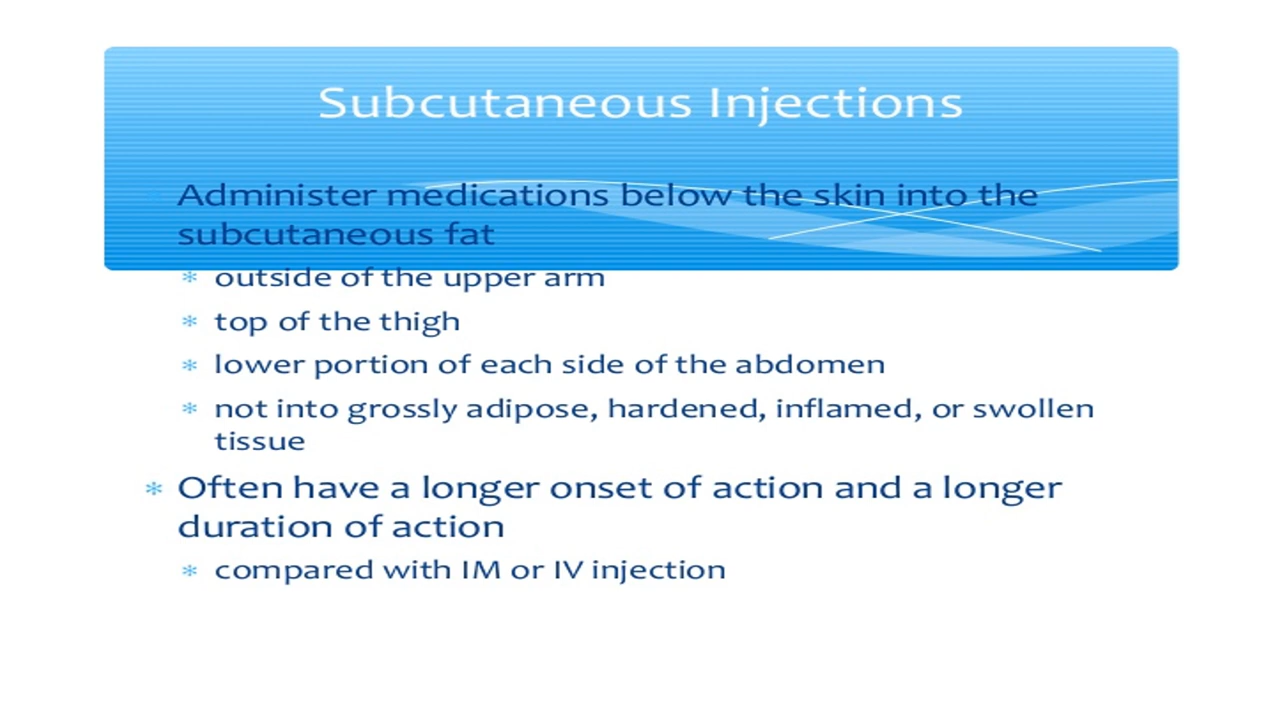 Subcutaneous Injections
* Administer medications below the skin into the
subcutaneous fat
* outside of the upper arm
* top of the thigh
* lower portion of each side of the abdomen
* not into grossly adipose, hardened, inflamed, or swollen
tissue
* Often have a longer onset of action and a longer
duration of action
* compared with IM or IV injection